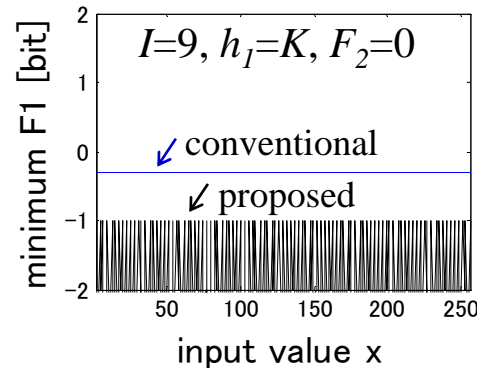 2
I=9, h₁=K, F₂=0
1
minimum F1 [bit]
0
conventional
proposed
−1
−2
50 100 150 200 250
input value x